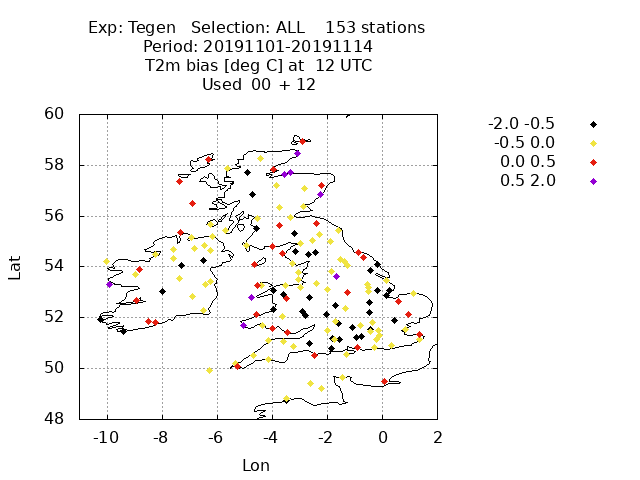 Exp: Tegen   Selection: ALL    153 stations
Period: 20191101-20191114
T2m bias [deg C] at  12 UTC
Used  00  + 12
60
58
56
54
52
50
48
-10 -8 -6 -4 -2 0 2
Lat
Lon
-2.0 -0.5
-0.5 0.0
0.0 0.5
0.5 2.0